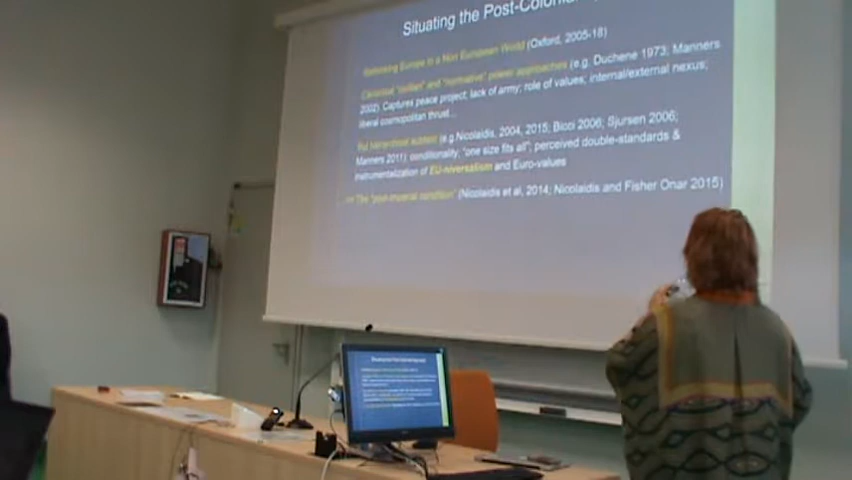 Situating the Post-Colonial
Rethinking Europe in a Non European World (Oxford, 2005-18)
Canonical "civilian" and "normative" power approaches (e.g. Duchene 1973; Manners
2002) Captures peace project; lack of army; role of values; internal/external nexus;
liberal cosmopolitan thrust...
But hierarchical subtext (e.g.Nicolaidis, 2004, 2015; Bicci 2006; Sjursen 2006;
Manners 2011) conditionality; "one size fits all"; perceived double-standards &
instrumentalization of EU-niversalism and Euro-values
The "post-imperial condition" (Nicolaidis et al, 2014; Nicolaidis and Fisher Onar 2015)